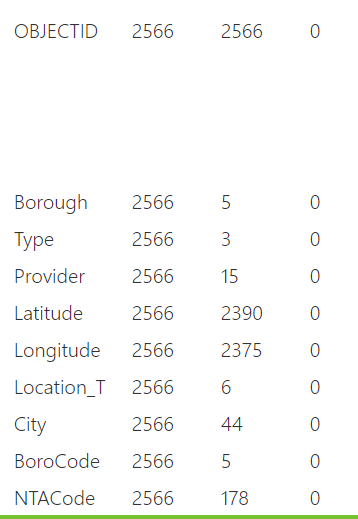 OBJECTID 2566 2566 0
Borough 2566 5 0
Type 2566 3 0
Provider 2566 15 0
Latitude 2566 2390 0
Longitude 2566 2375 0
Location_T 2566 6 0
City 2566 44 0
BoroCode 2566 5 0
NTACode 2566 178 0